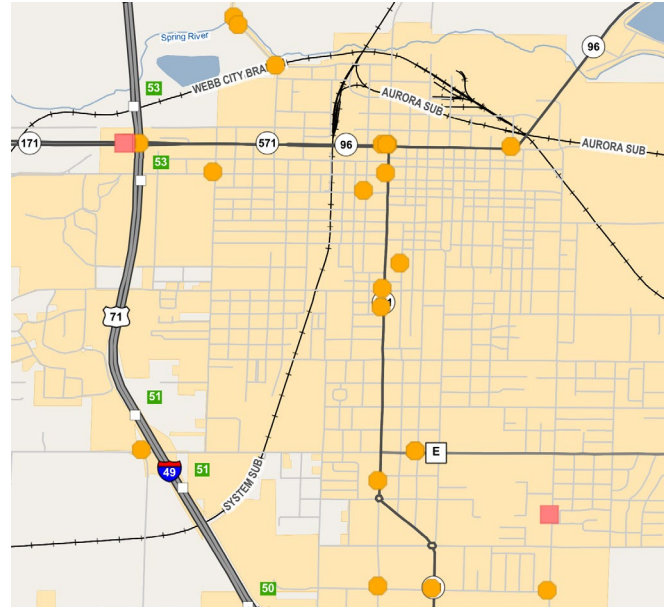 Spring River
96
53
WEBB CITY BRA
AURORA SUB
171
571
96
AURORA SUB
53
71
1
51
E
51
49
SYSTEM SUB
50